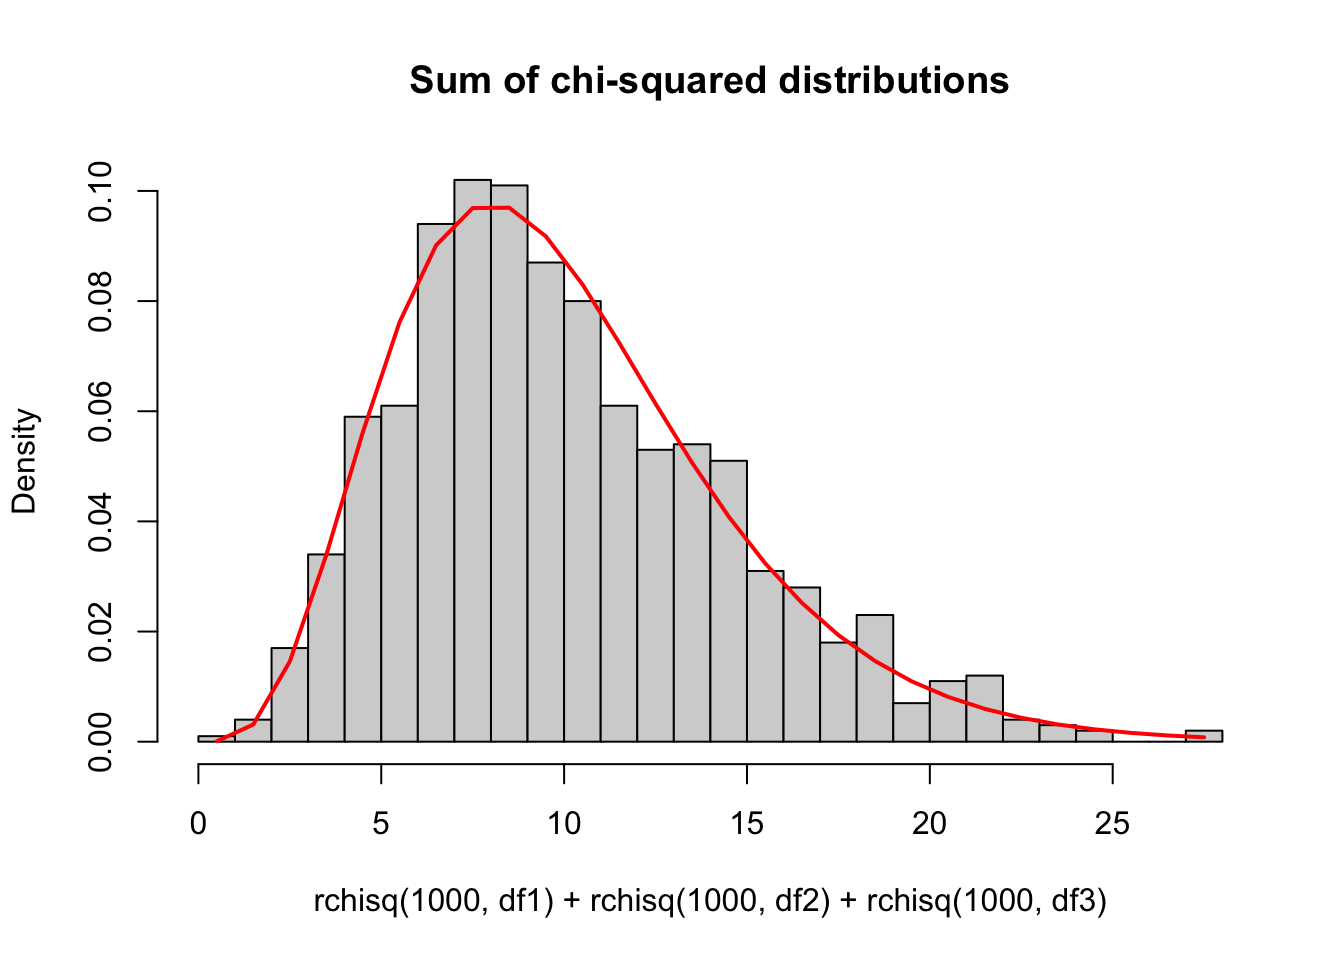 Sum of chi-squared distributions
Density
0.10
0.08
0.06
0.04
0.02
0.00
0 5 10 15 20 25
rchisq(1000, df1) + rchisq(1000, df2) + rchisq(1000, df3)